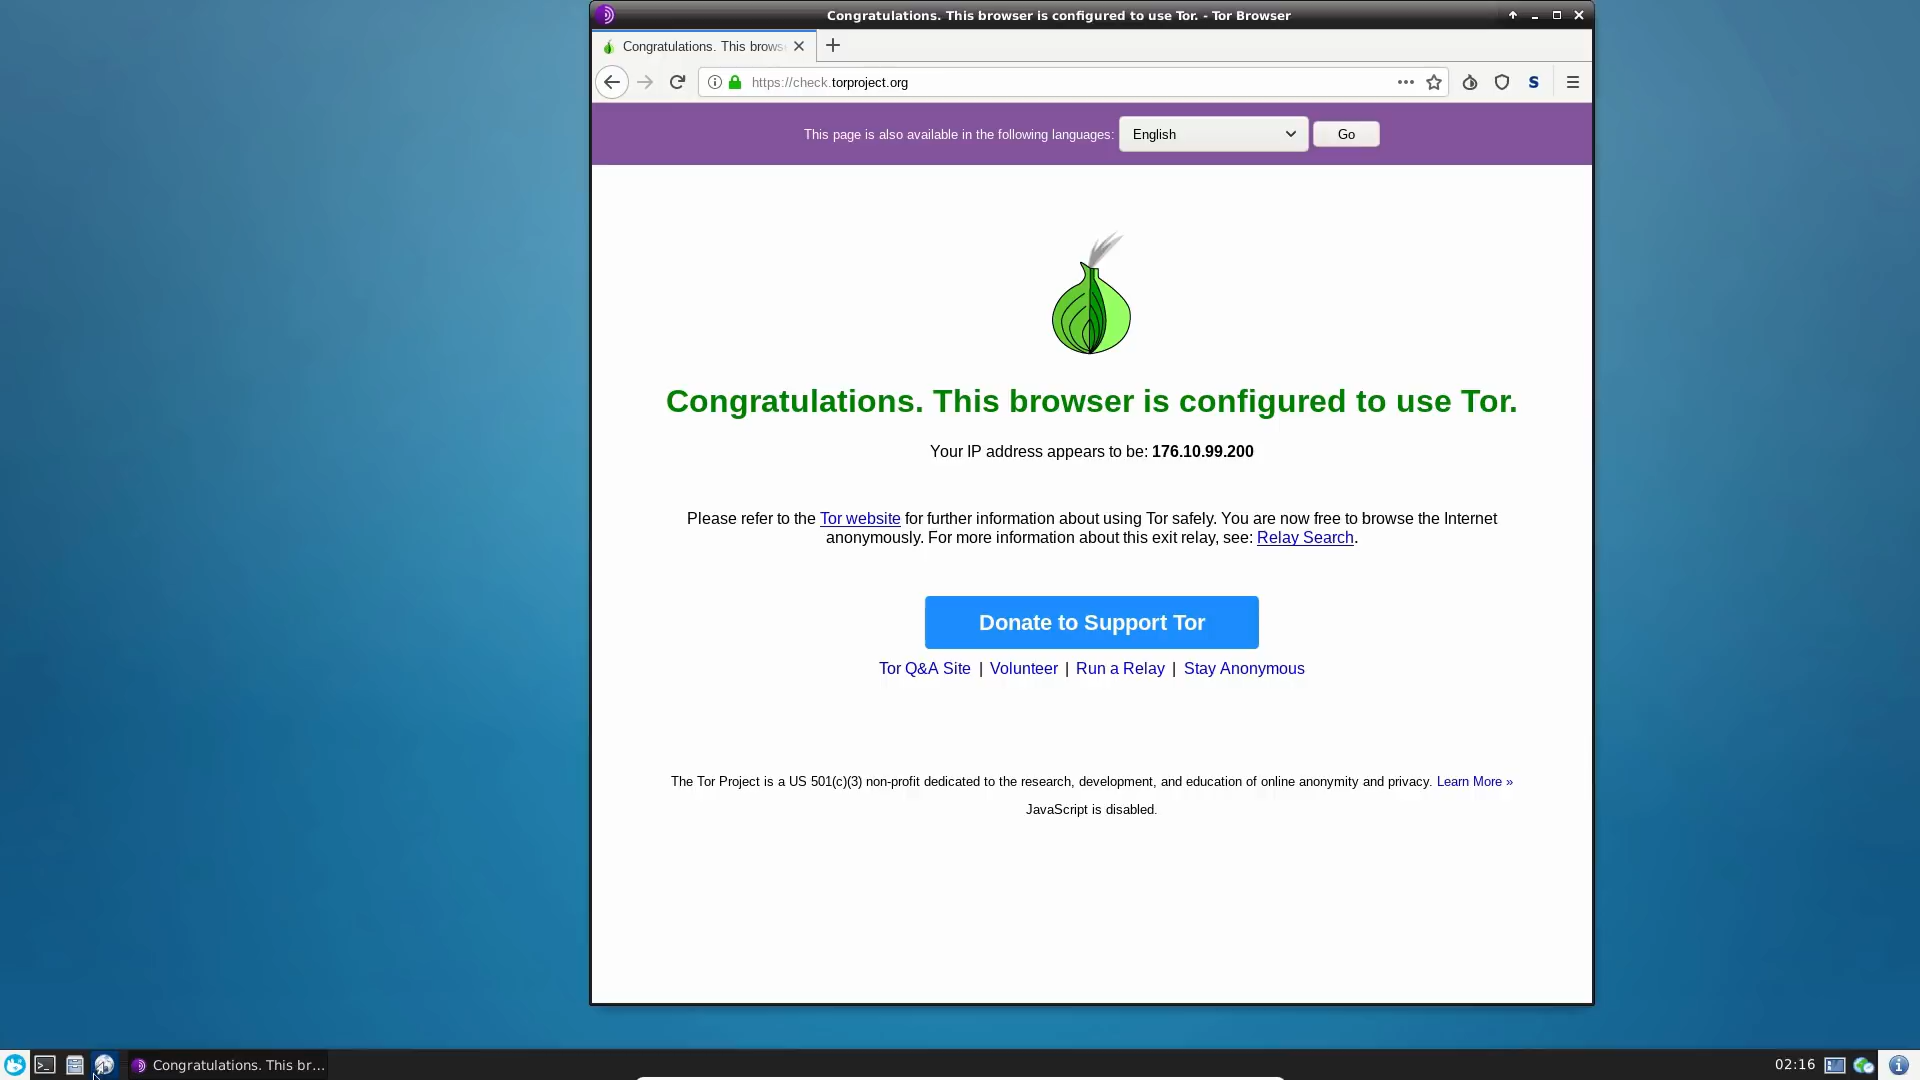 Congratulations. This browser is configured to use Tor. - Tor Browser
Congratulations. This brows
https://check.torproject.org
S
This page is also available in the following languages: English Go
Congratulations. This browser is configured to use Tor.
Your IP address appears to be: 176.10.99.200
Please refer to the Tor website for further information about using Tor safely. You are now free to browse the Internet
anonymously. For more information about this exit relay, see: Relay Search.
Donate to Support Tor
Tor Q&A Site | Volunteer | Run a Relay | Stay Anonymous
The Tor Project is a US 501(c)(3) non-profit dedicated to the research, development, and education of online anonymity and privacy. Learn More »
JavaScript is disabled.
Congratulations. This br...
02:16